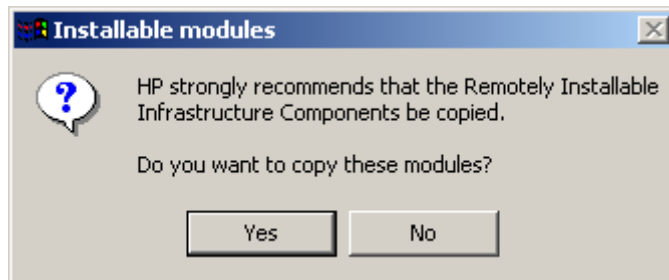 Installable modules
HP strongly recommends that the Remotely Installable
Infrastructure Components be copied.
Do you want to copy these modules?
Yes
No